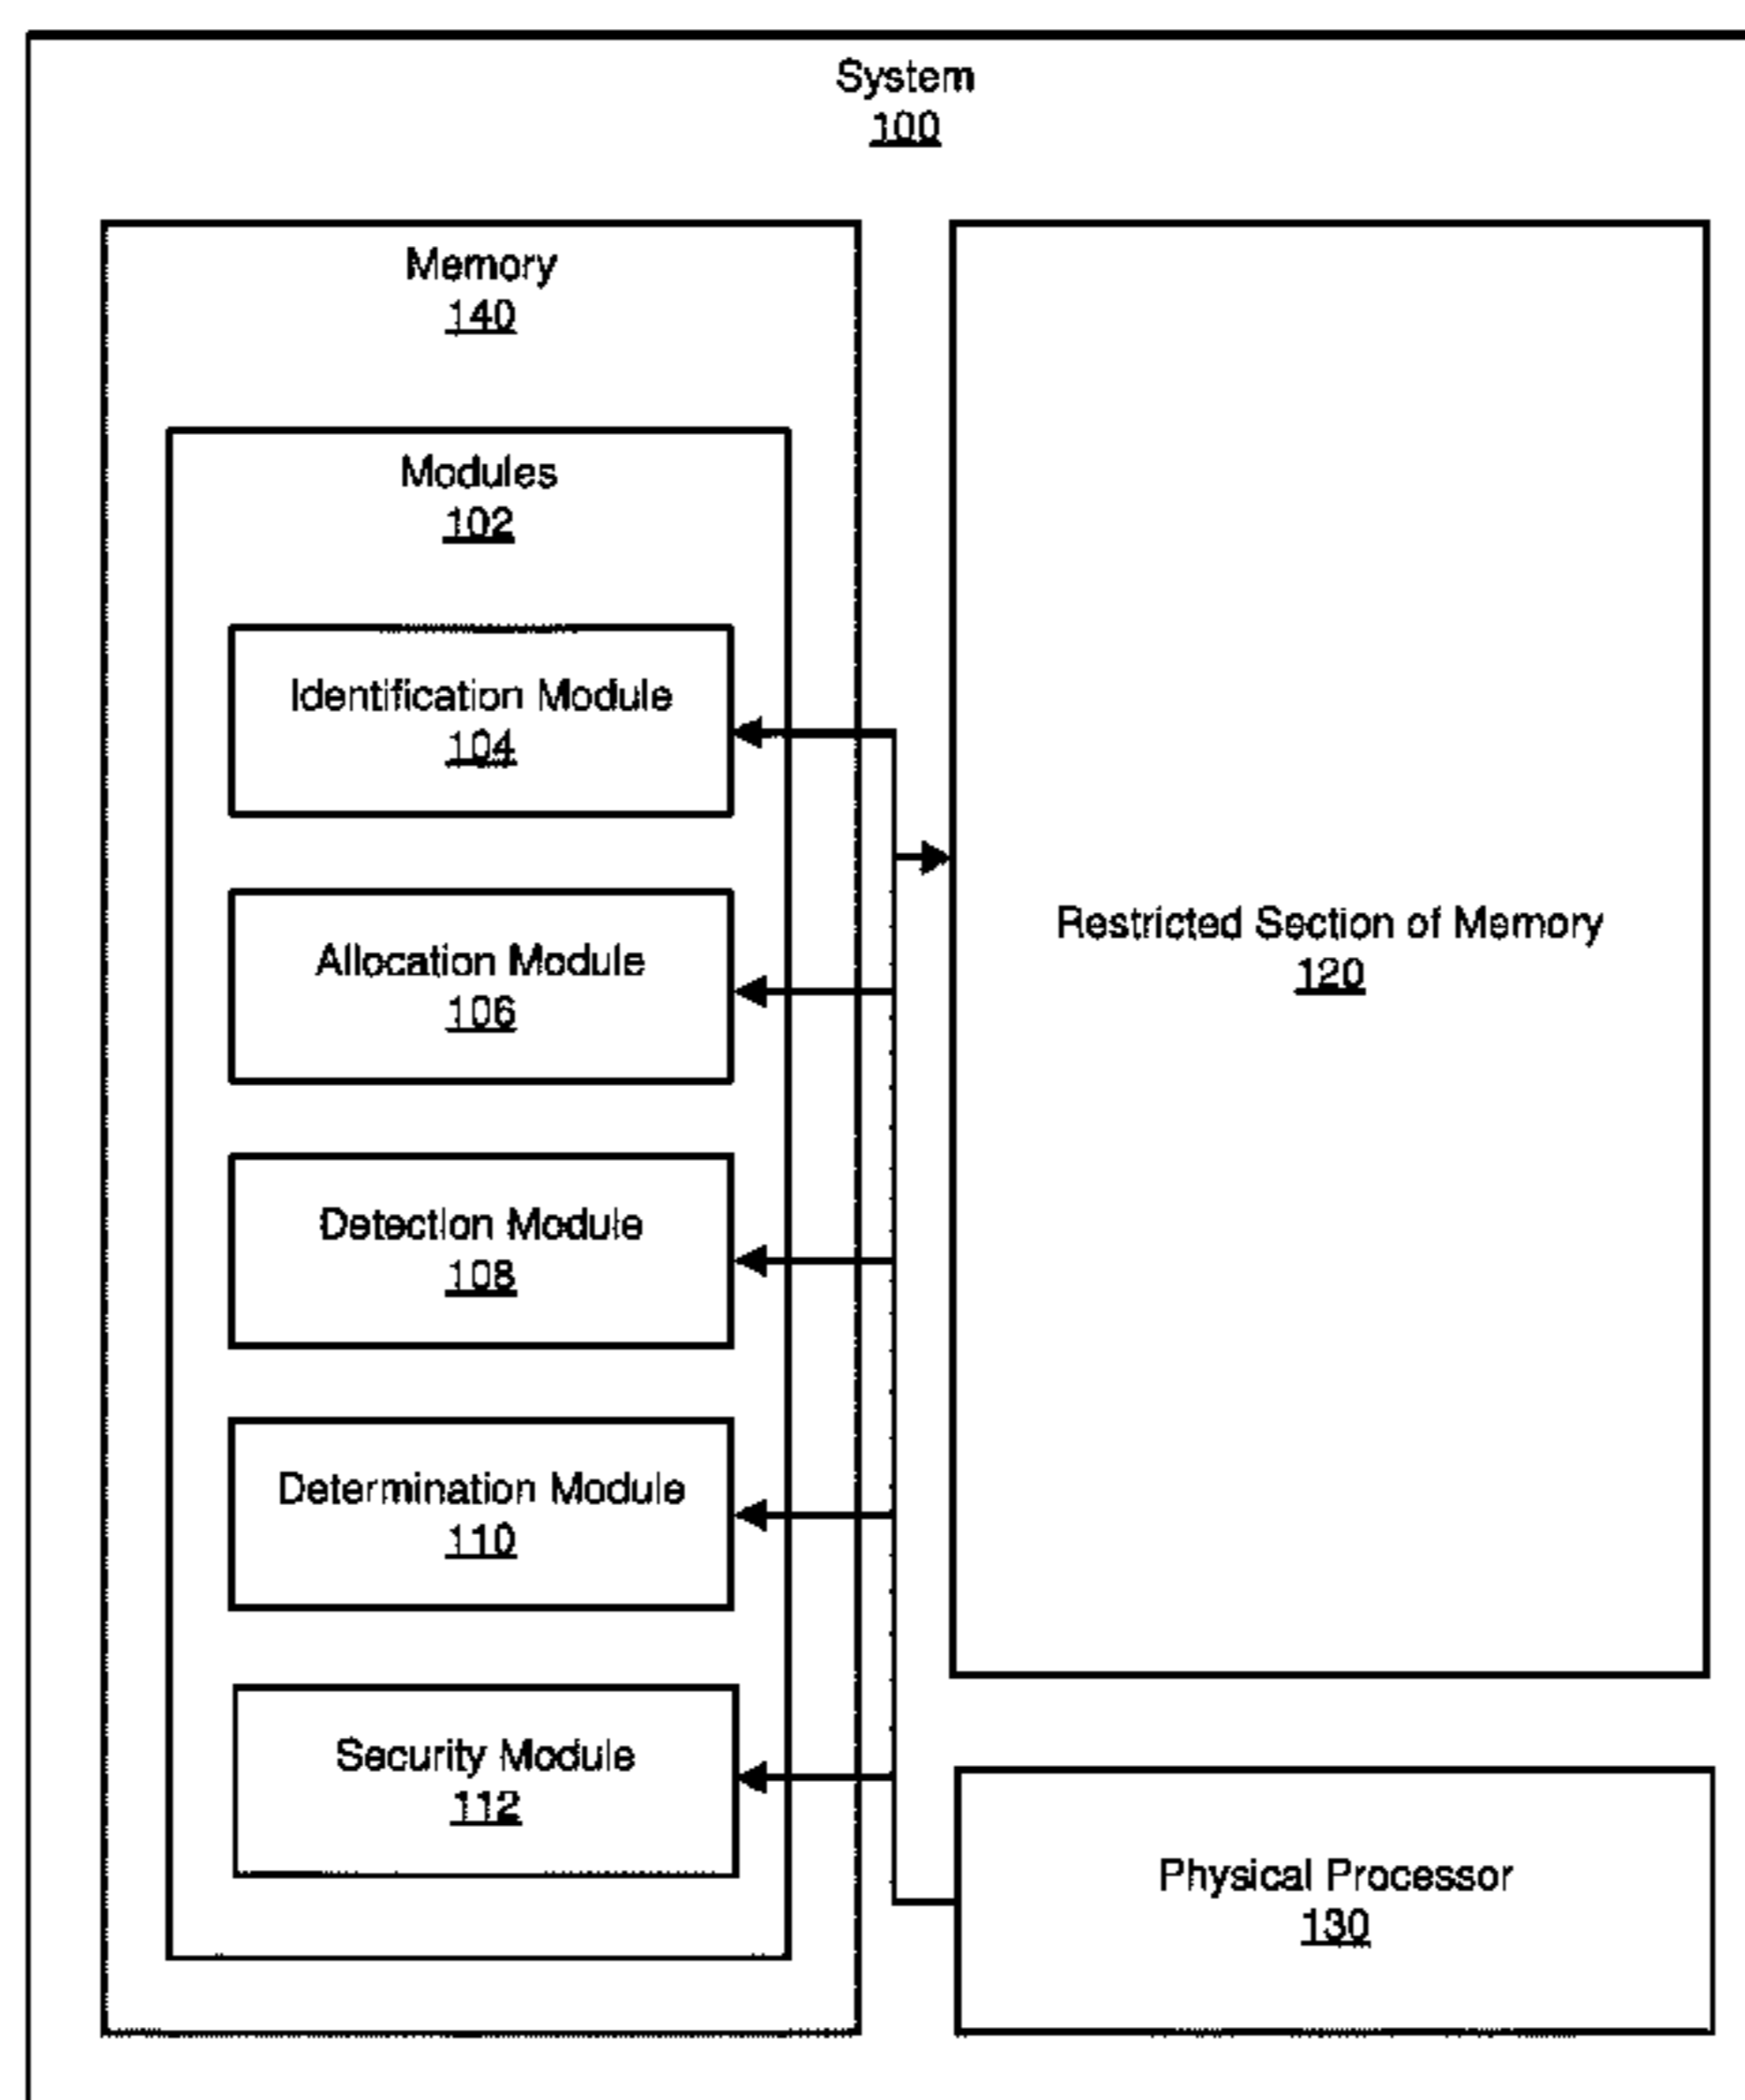 System
100
Memory
140
Modules
102
Identification Module
104
Allocation Module
106
Detection Module
108
Determination Module
110
Security Module
112
Restricted Section of Memory
120
Physical Processor
130